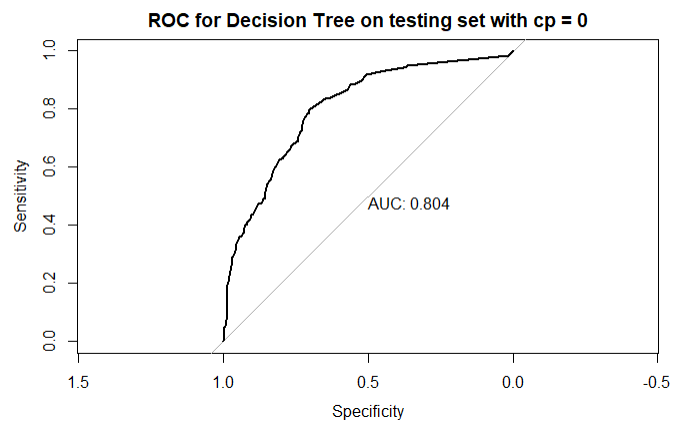 ROC for Decision Tree on testing set with cp = 0
Sensitivity
1.0
0.8
0.6
0.4
0.2
0.0
AUC: 0.804
1.5 1.0 0.5 0.0 -0.5
Specificity